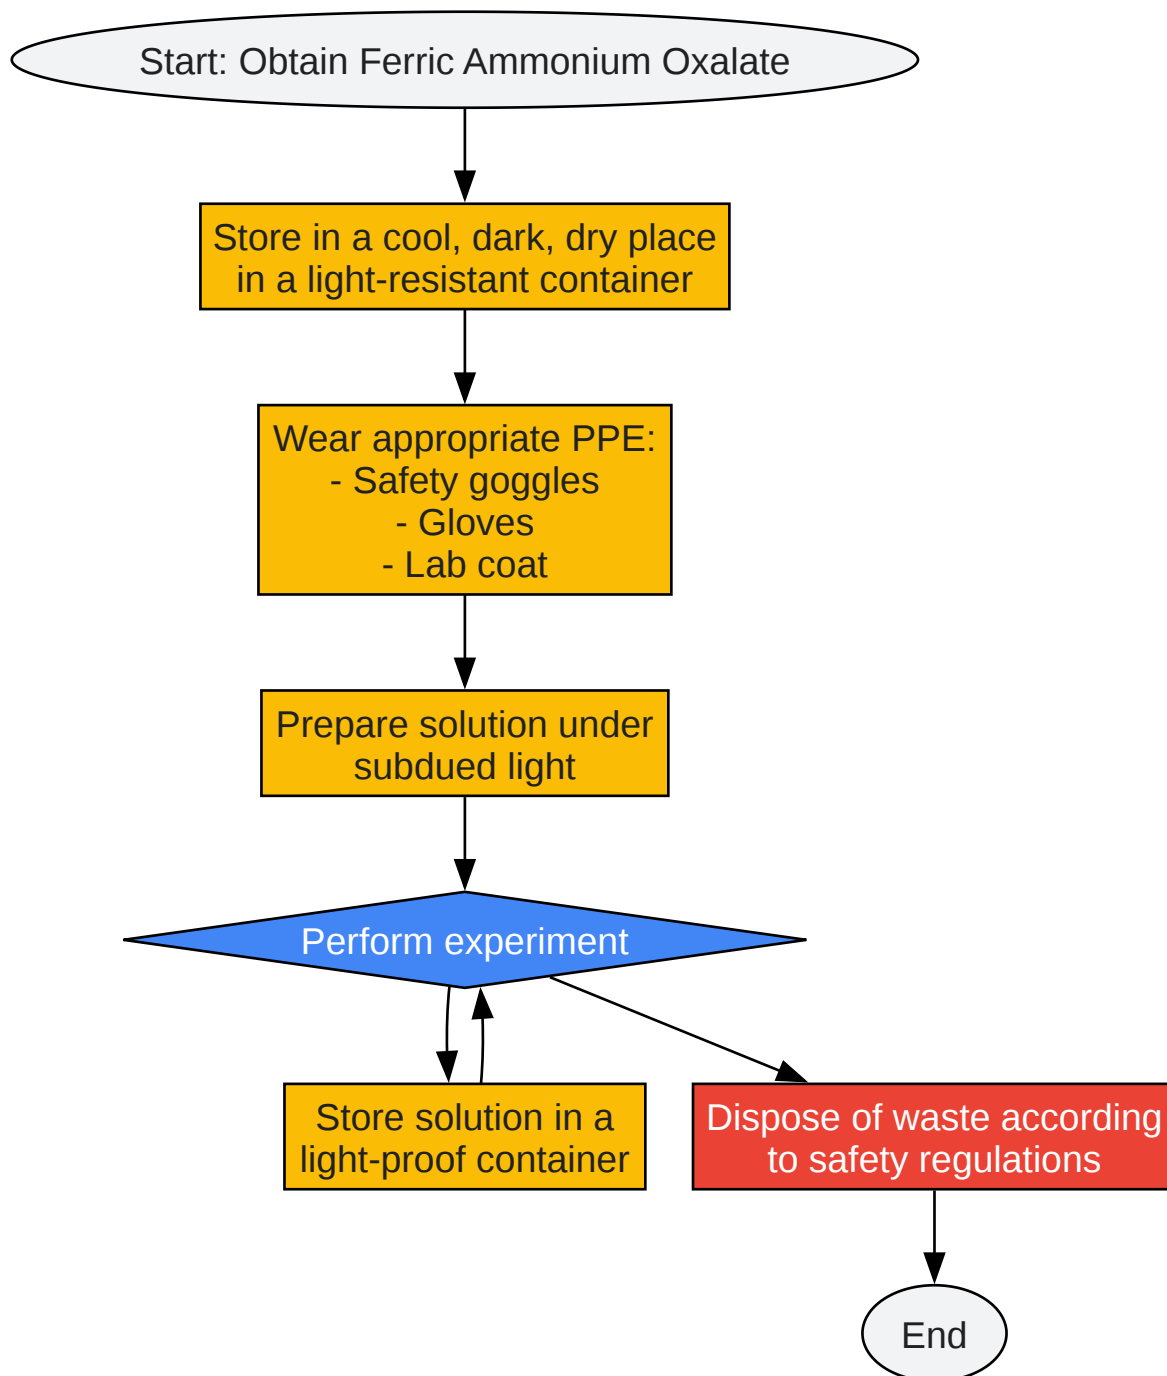 Start: Obtain Ferric Ammonium Oxalate
Store in a cool, dark, dry place
in a light-resistant container
Wear appropriate PPE:
- Safety goggles
- Gloves
- Lab coat
Prepare solution under
subdued light
Perform experiment
Store solution in a
light-proof container
Dispose of waste according
to safety regulations
End